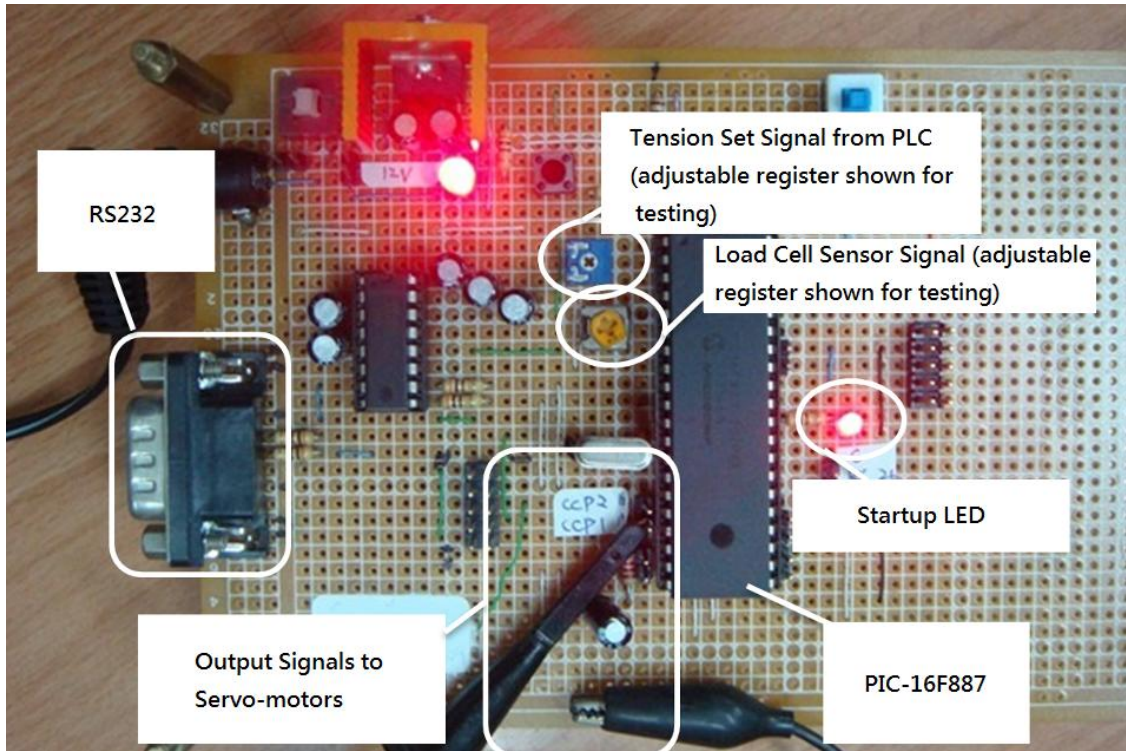 32
12V
Tension Set Signal from PLC
(adjustable register shown for
testing)
RS232
Load Cell Sensor Signal (adjustable
register shown for testing)
CCP2
CCP1
Startup LED
Output Signals to
Servo-motors
PIC-16F887